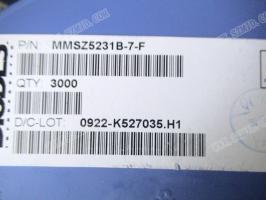 P/N MMSZ5231B-7-F
QTY 3000
D/C-LOT: 0922-K527035.H1